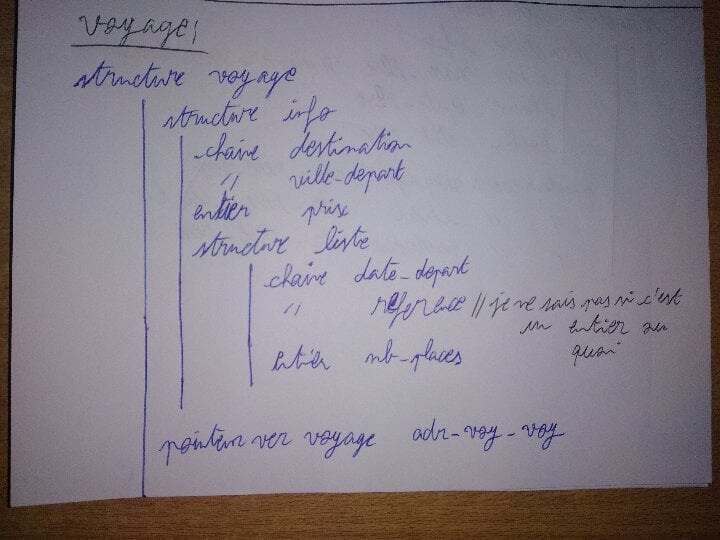 voyage:
structure voyage
structure info
chaine destination
" ville-depart
entier prix
structure liste
chaine date-depart
" reference // je ne sais pas si c'est
un entier ou
quoi
entier nb-places
pointeur ver voyage adr-voy-voy